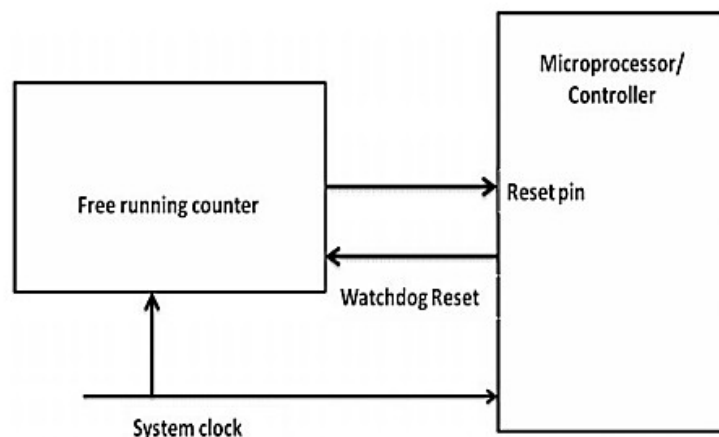 Microprocessor/
Controller
Free running counter
Reset pin
Watchdog Reset
System clock